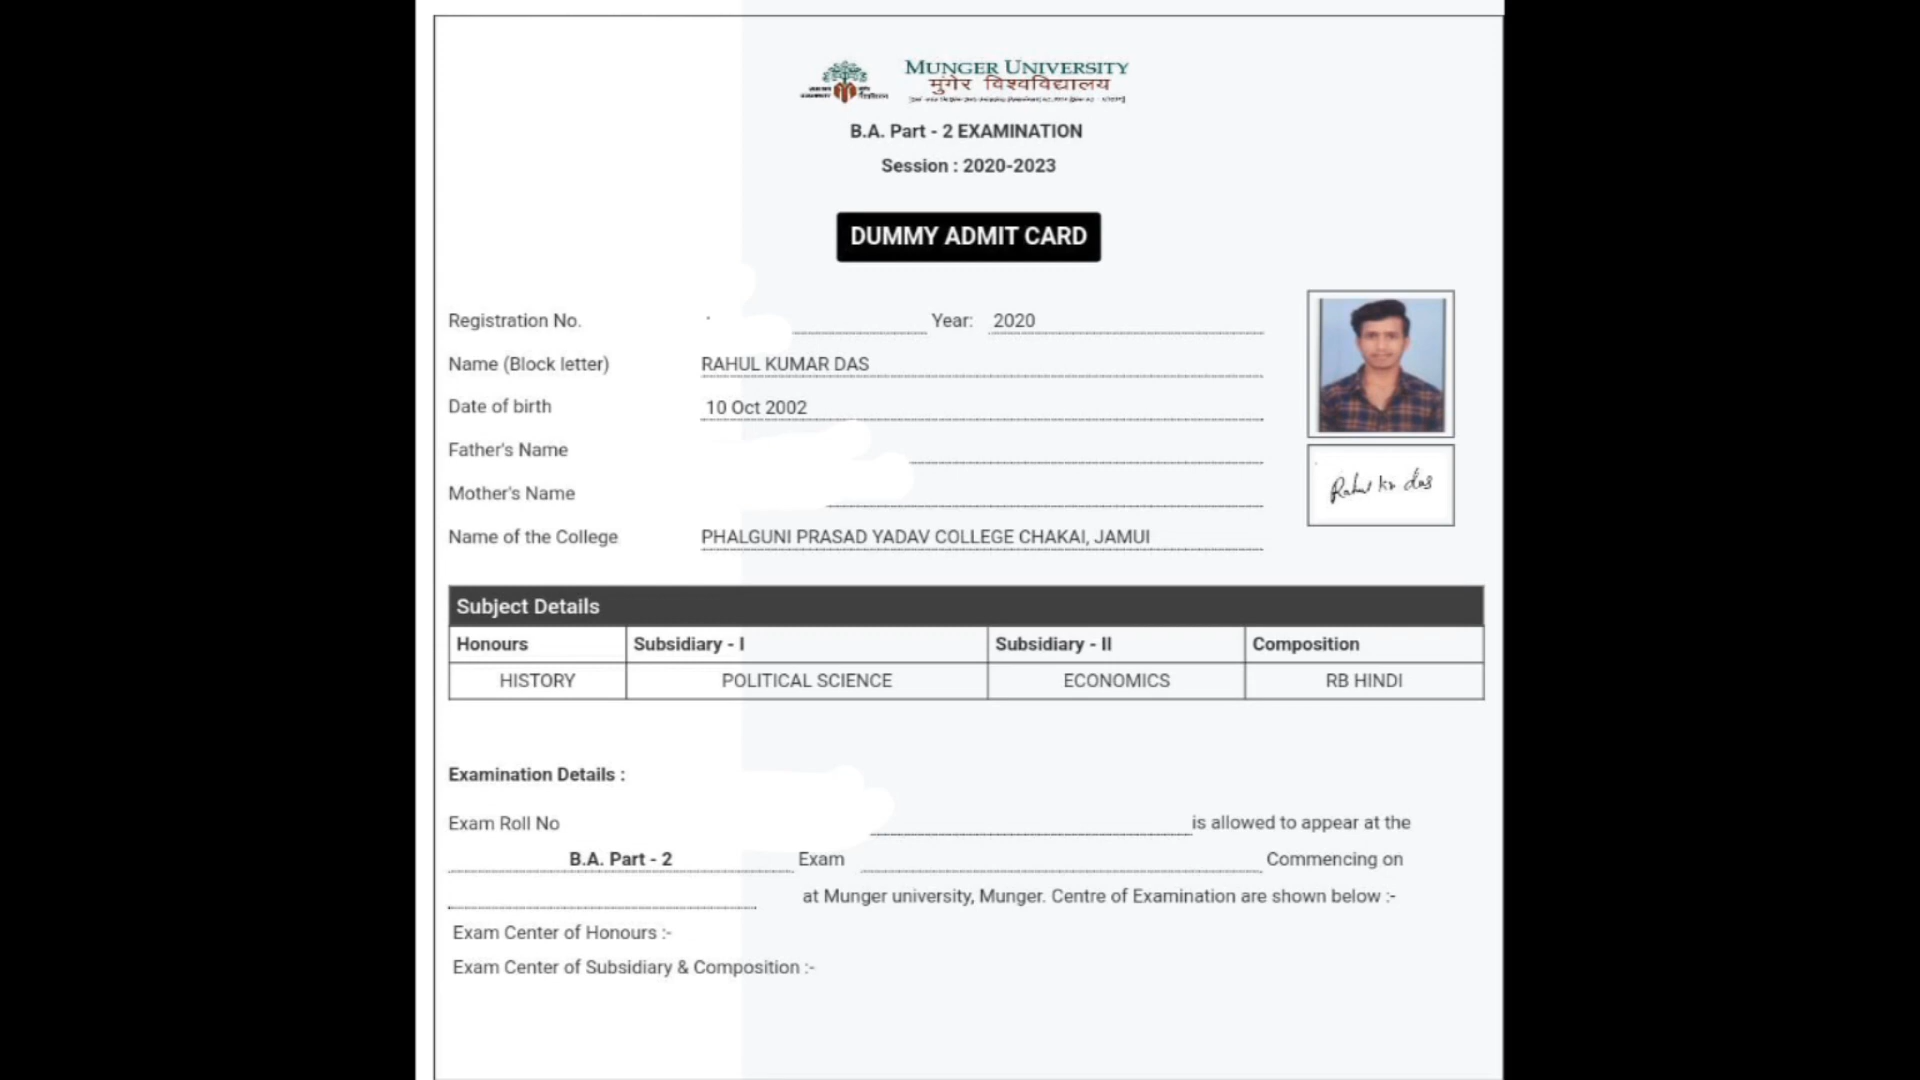 MUNGER UNIVERSITY
मुंगेर विश्वविद्यालय
B.A. Part - 2 EXAMINATION
Session : 2020-2023
DUMMY ADMIT CARD
Registration No. Year: 2020
Name (Block letter) RAHUL KUMAR DAS
Date of birth 10 Oct 2002
Father's Name
Mother's Name
Rahul kr das
Name of the College PHALGUNI PRASAD YADAV COLLEGE CHAKAI, JAMUI
Subject Details
Honours Subsidiary - I Subsidiary - II Composition
HISTORY POLITICAL SCIENCE ECONOMICS RB HINDI
Examination Details :
Exam Roll No is allowed to appear at the
B.A. Part - 2 Exam Commencing on
at Munger university, Munger. Centre of Examination are shown below :-
Exam Center of Honours :-
Exam Center of Subsidiary & Composition :-